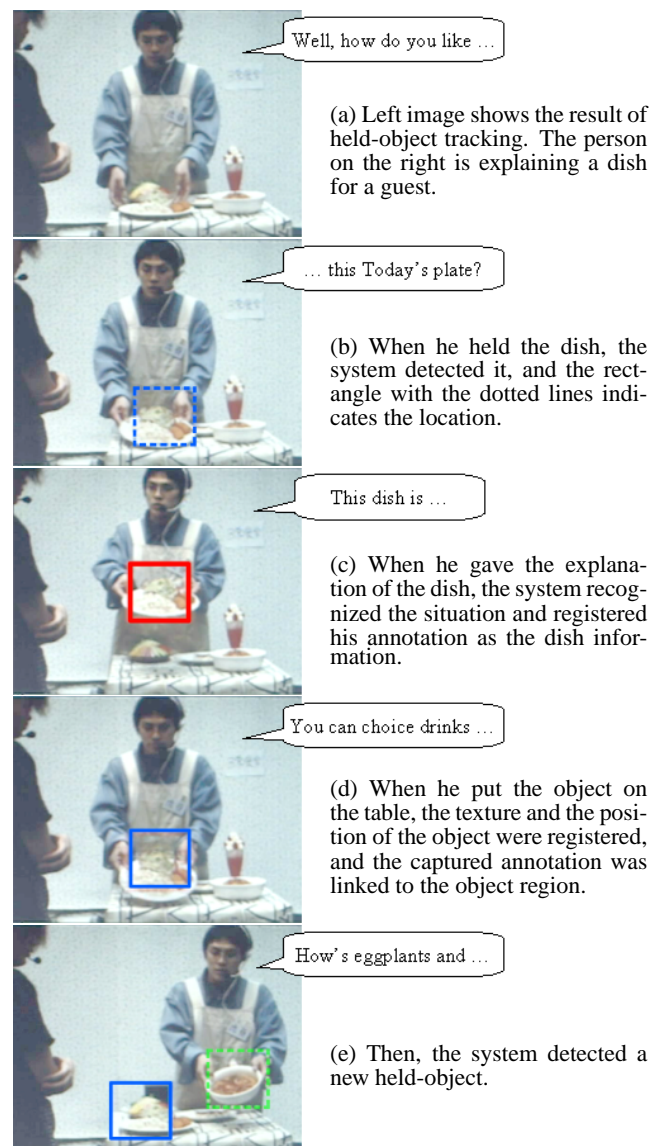 Well, how do you like ...
(a) Left image shows the result of
held-object tracking. The person
on the right is explaining a dish
for a guest.
... this Today's plate?
(b) When he held the dish, the
system detected it, and the rect-
angle with the dotted lines indi-
cates the location.
This dish is ...
(c) When he gave the explana-
tion of the dish, the system recog-
nized the situation and registered
his annotation as the dish infor-
mation.
You can choice drinks ...
(d) When he put the object on
the table, the texture and the posi-
tion of the object were registered,
and the captured annotation was
linked to the object region.
How's eggplants and ...
(e) Then, the system detected a
new held-object.